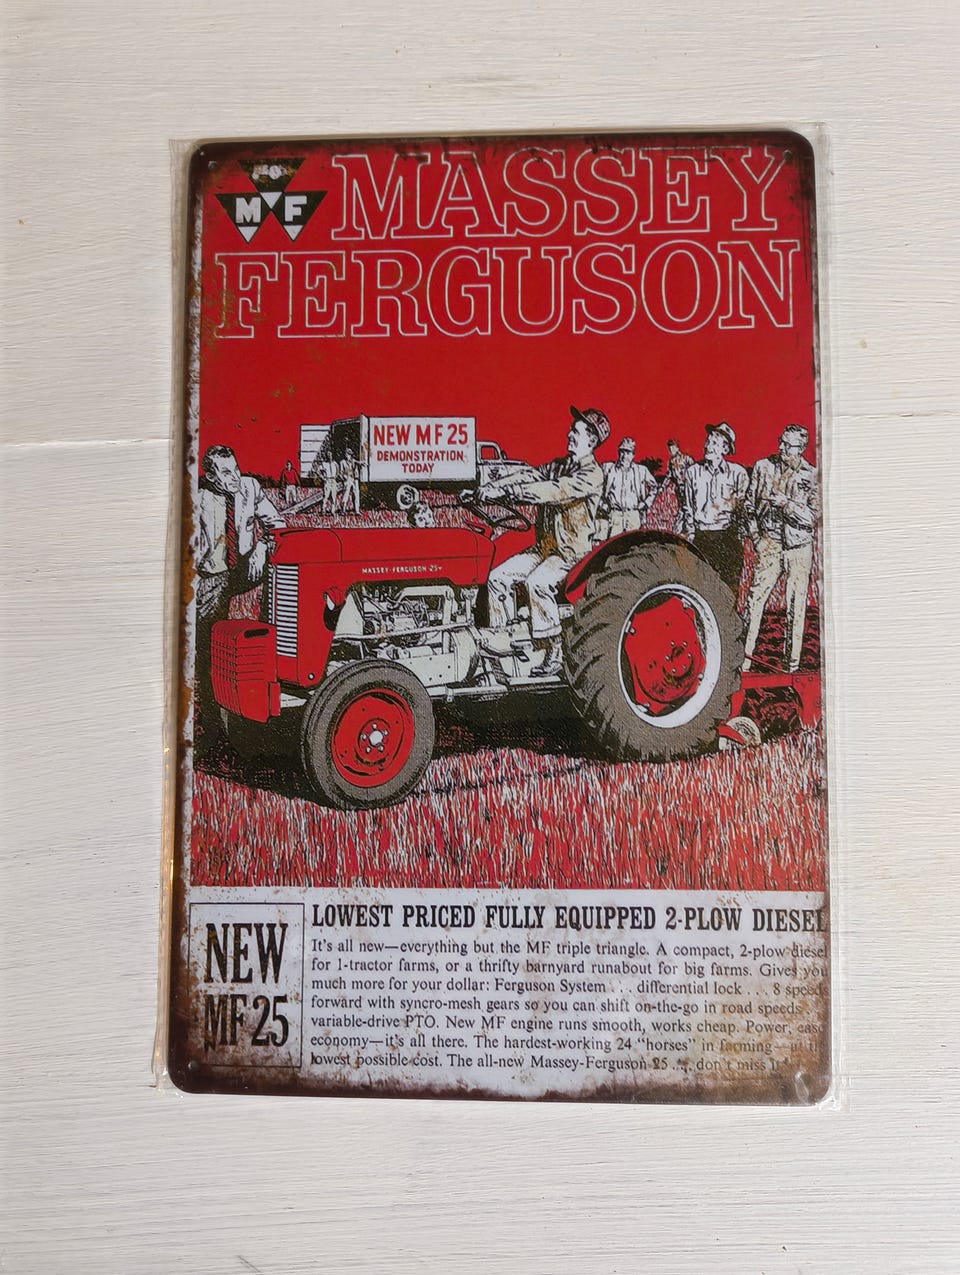 MF
MASSEY
FERGUSON
NEW MF 25
DEMONSTRATION
TODAY
MASSEY-FERGUSON 25
NEW
MF 25
LOWEST PRICED FULLY EQUIPPED 2-PLOW DIESEL
It's all new—everything but the MF triple triangle. A compact, 2-plow diesel
for 1-tractor farms, or a thrifty barnyard runabout for big farms. Gives you
much more for your dollar: Ferguson System . . . differential lock . . . 8 speeds
forward with syncro-mesh gears so you can shift on-the-go in road speeds . .
variable-drive PTO. New MF engine runs smooth, works cheap. Power,
economy—it's all there. The hardest-working 24 "horses" in farming—
lowest possible cost. The all-new Massey-Ferguson 25 . . . don't miss it